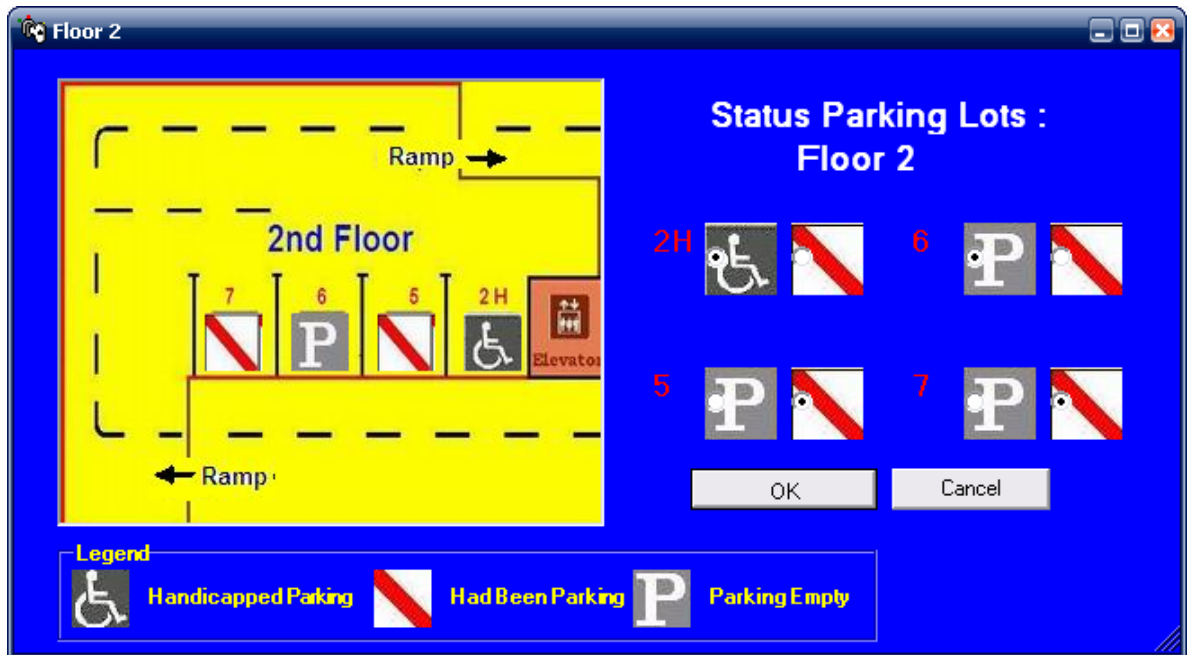 Floor 2
Ramp
2nd Floor
7 6 5 2H
P
Elevator
Ramp
Status Parking Lots :
Floor 2
2H 6 P
5 P 7 P
OK Cancel
Legend
Handicapped Parking Had Been Parking P Parking Empty